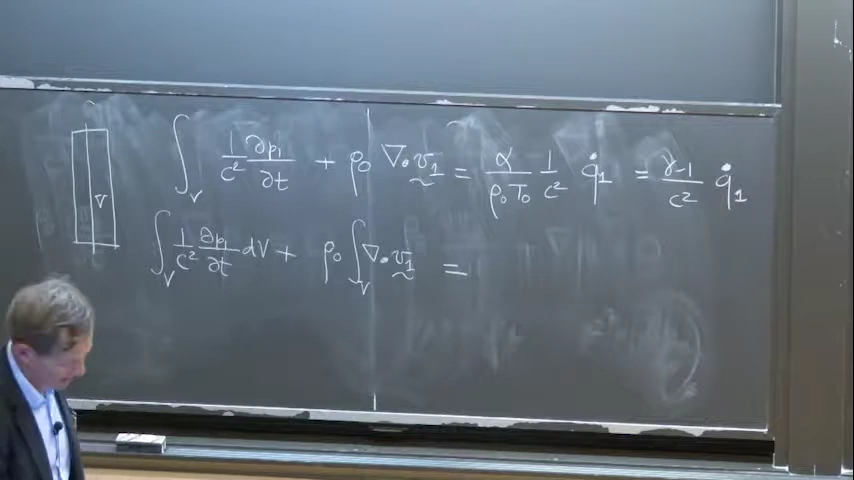 ∫_V 1/c² ∂p₁/∂t + ρ₀ ∇·v₁ = α/(ρ₀T₀) 1/c² q̇₁ = (γ-1)/c² q̇₁
∫_V 1/c² ∂p₁/∂t dV + ρ₀ ∫_V ∇·v₁ =
V